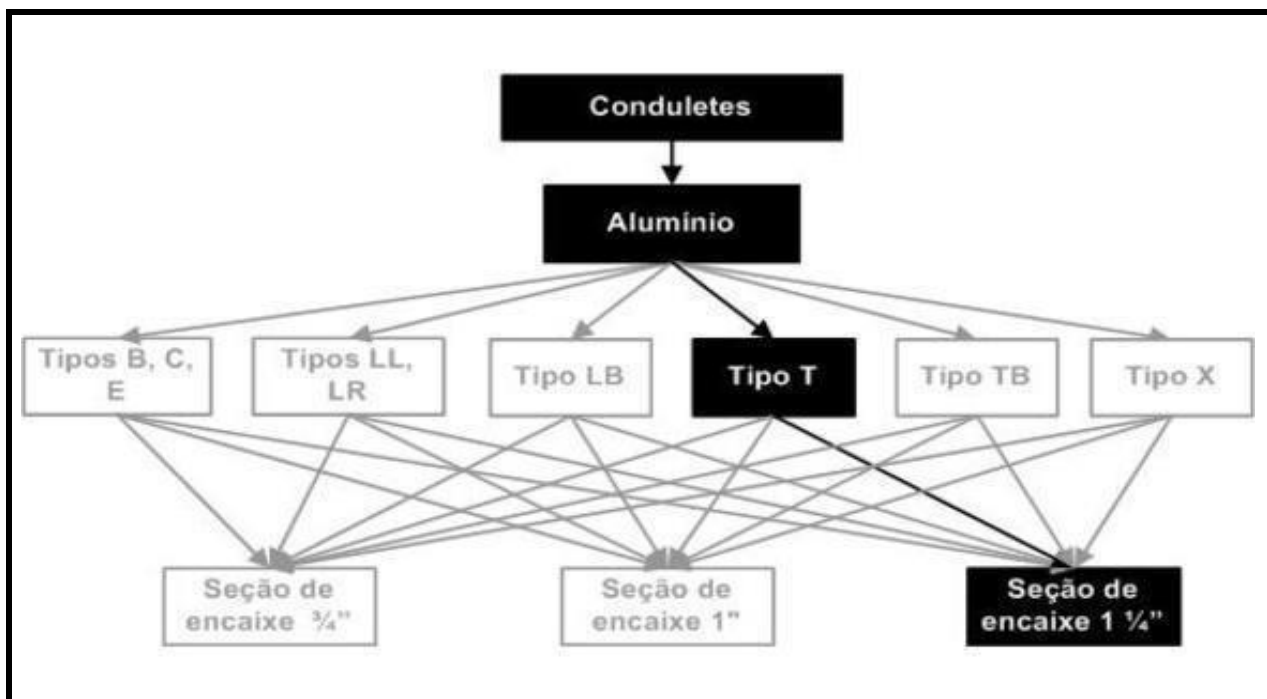 Conduletes
Alumínio
Tipos B, C,
E
Tipos LL,
LR
Tipo LB
Tipo T
Tipo TB
Tipo X
Seção de
encaixe ¾”
Seção de
encaixe 1"
Seção de
encaixe 1 ¼”